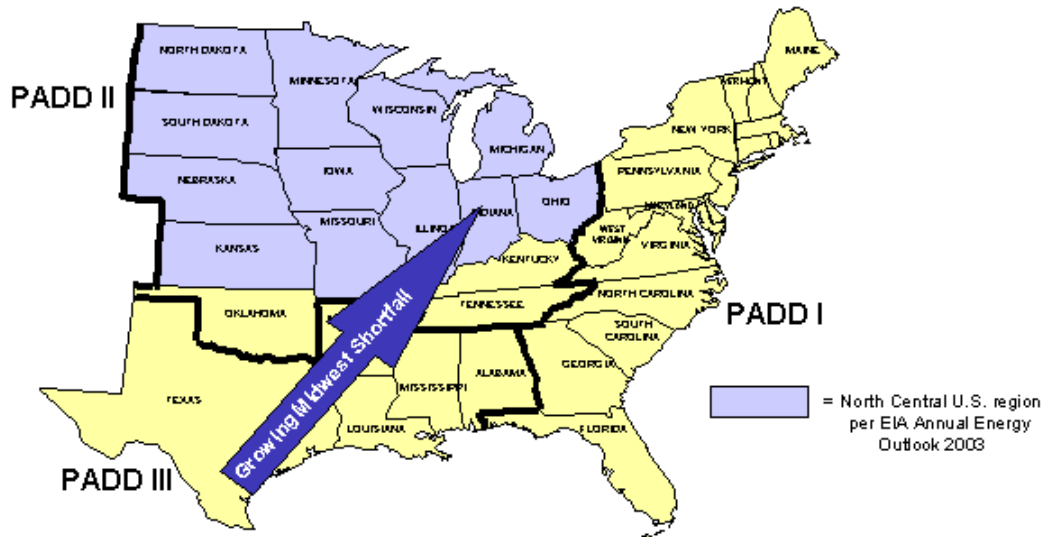 MAINE
NORTH DAKOTA
MINNESOTA
VERMONT
PADD II
WISCONSIN
SOUTH DAKOTA
NEW YORK
MICHIGAN
PENNSYLVANIA
NEBRASKA
IOWA
OHIO
MARYLAND
MISSOURI
INDIANA
ILLINO
WEST
VIRGINIA
VIRGINIA
KANSAS
KENTUCKY
NORTH CAROLINA
TENNESSEE
OKLAHOMA
PADD I
SOUTH
CAROLINA
GEORGIA
ALABAMA
MISSISSIPPI
TEXAS
LOUISIANA
FLORIDA
Growing Midwest Shortfall
PADD III
= North Central U.S. region
per EIA Annual Energy
Outlook 2003